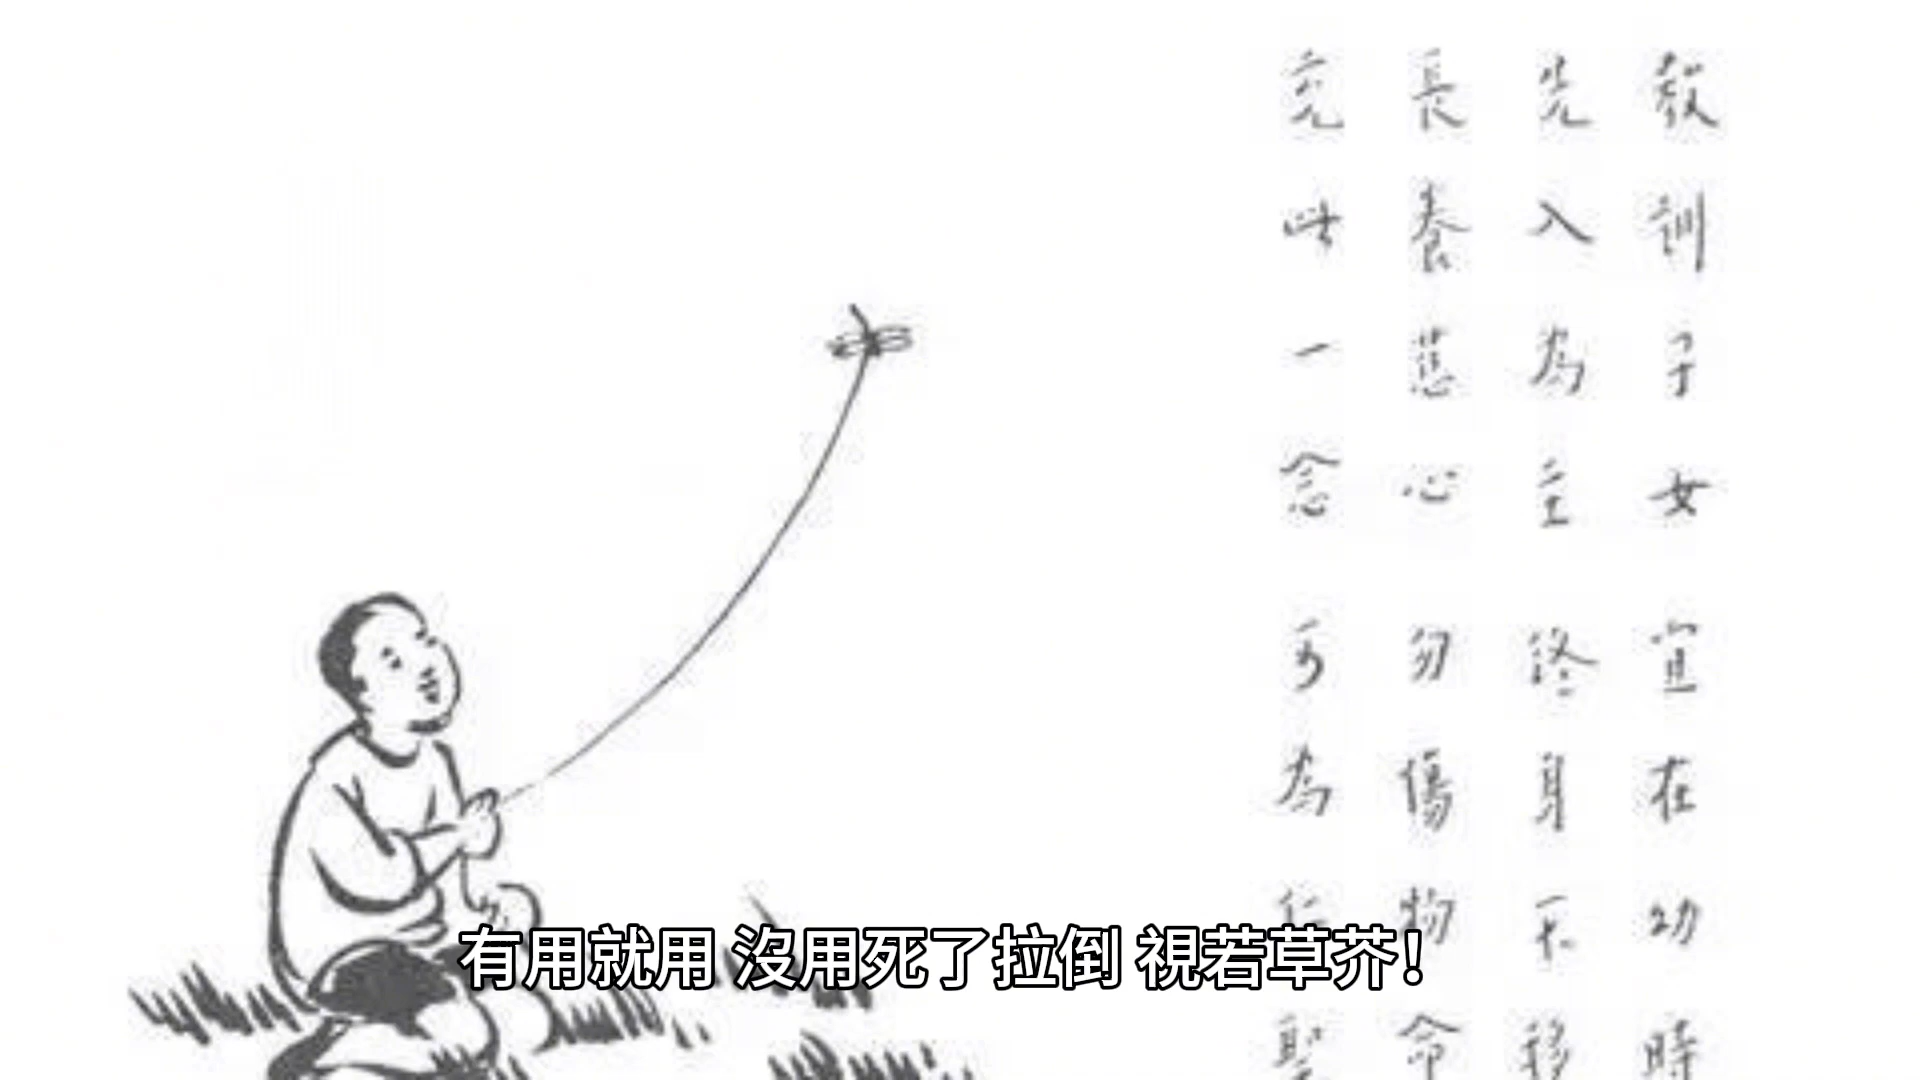 教訓子女宜在幼時
先入為主終身不移
長養慈心勿傷物命
充此一念可為仁聖
有用就用 沒用死了拉倒 視若草芥!